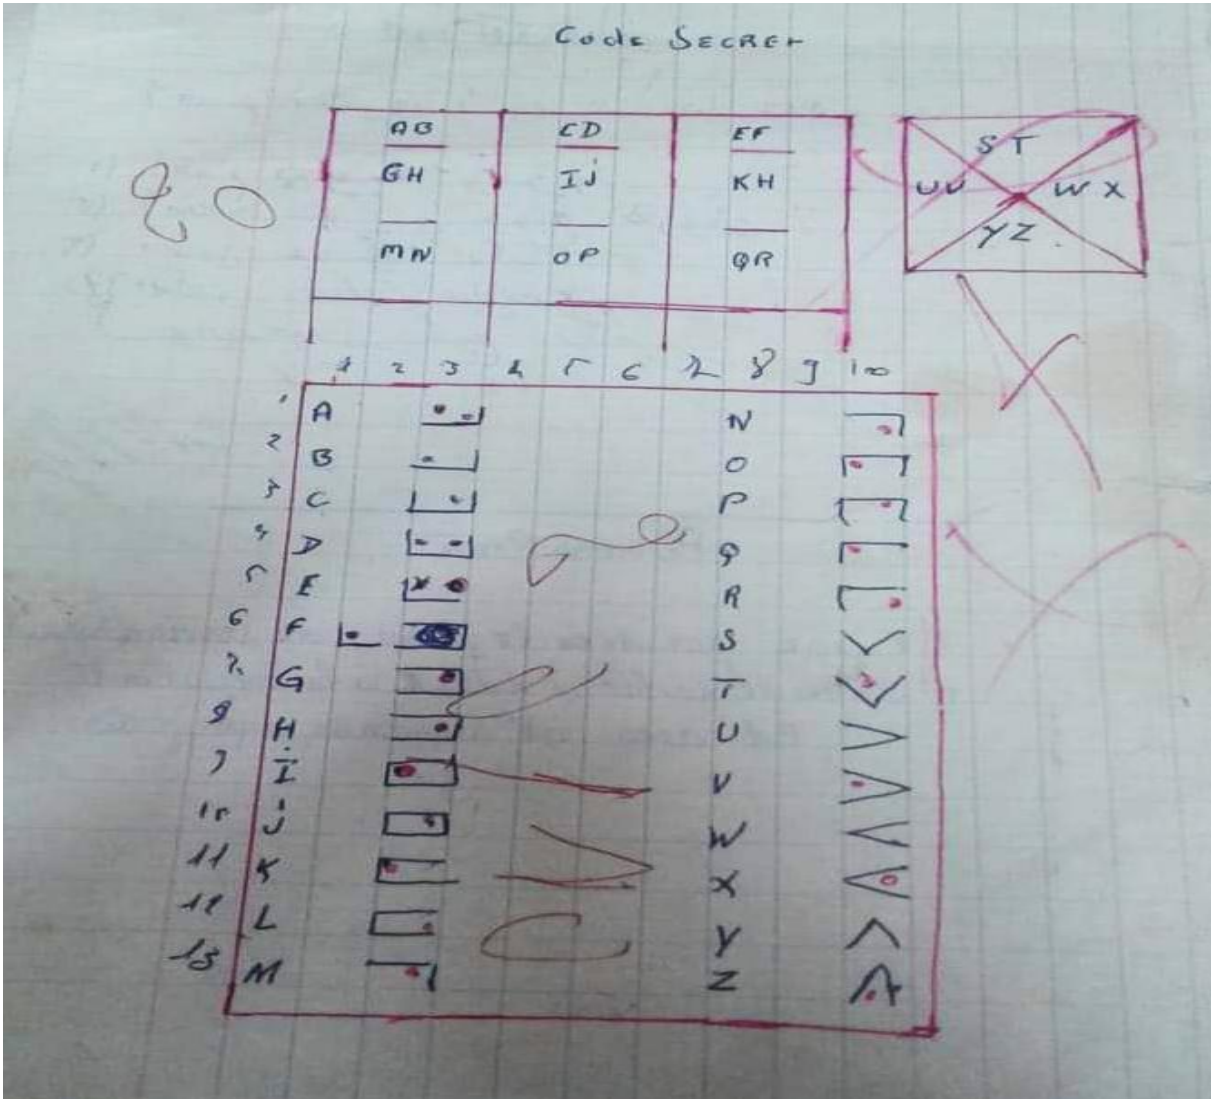 Code SECRET
AB CD EF
GH IJ KH
MN OP QR
ST
UV WX
YZ
1 2 3 4 5 6 7 8 9 10
1 A N
2 B O
3 C P
4 D Q
5 E R
6 F S
7 G T
8 H U
9 I V
10 J W
11 K X
12 L Y
13 M Z